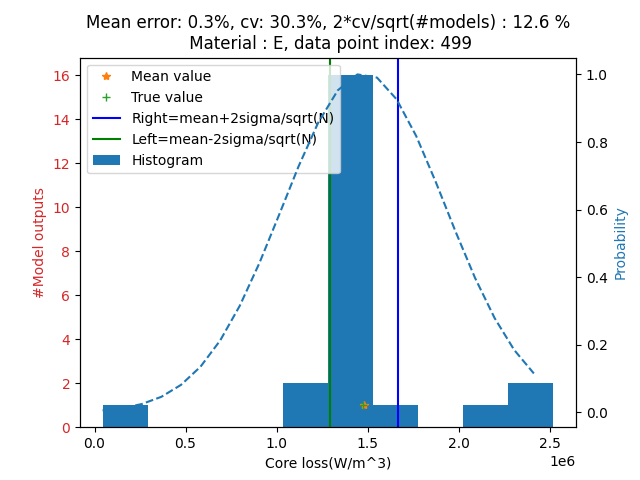 Mean error: 0.3%, cv: 30.3%, 2*cv/sqrt(#models) : 12.6 %
Material : E, data point index: 499
Mean value
True value
Right=mean+2sigma/sqrt(N)
Left=mean-2sigma/sqrt(N)
Histogram
16
14
12
10
8
6
4
2
0
#Model outputs
1.0
0.8
0.6
0.4
0.2
0.0
Probability
0.0 0.5 1.0 1.5 2.0 2.5
1e6
Core loss(W/m^3)